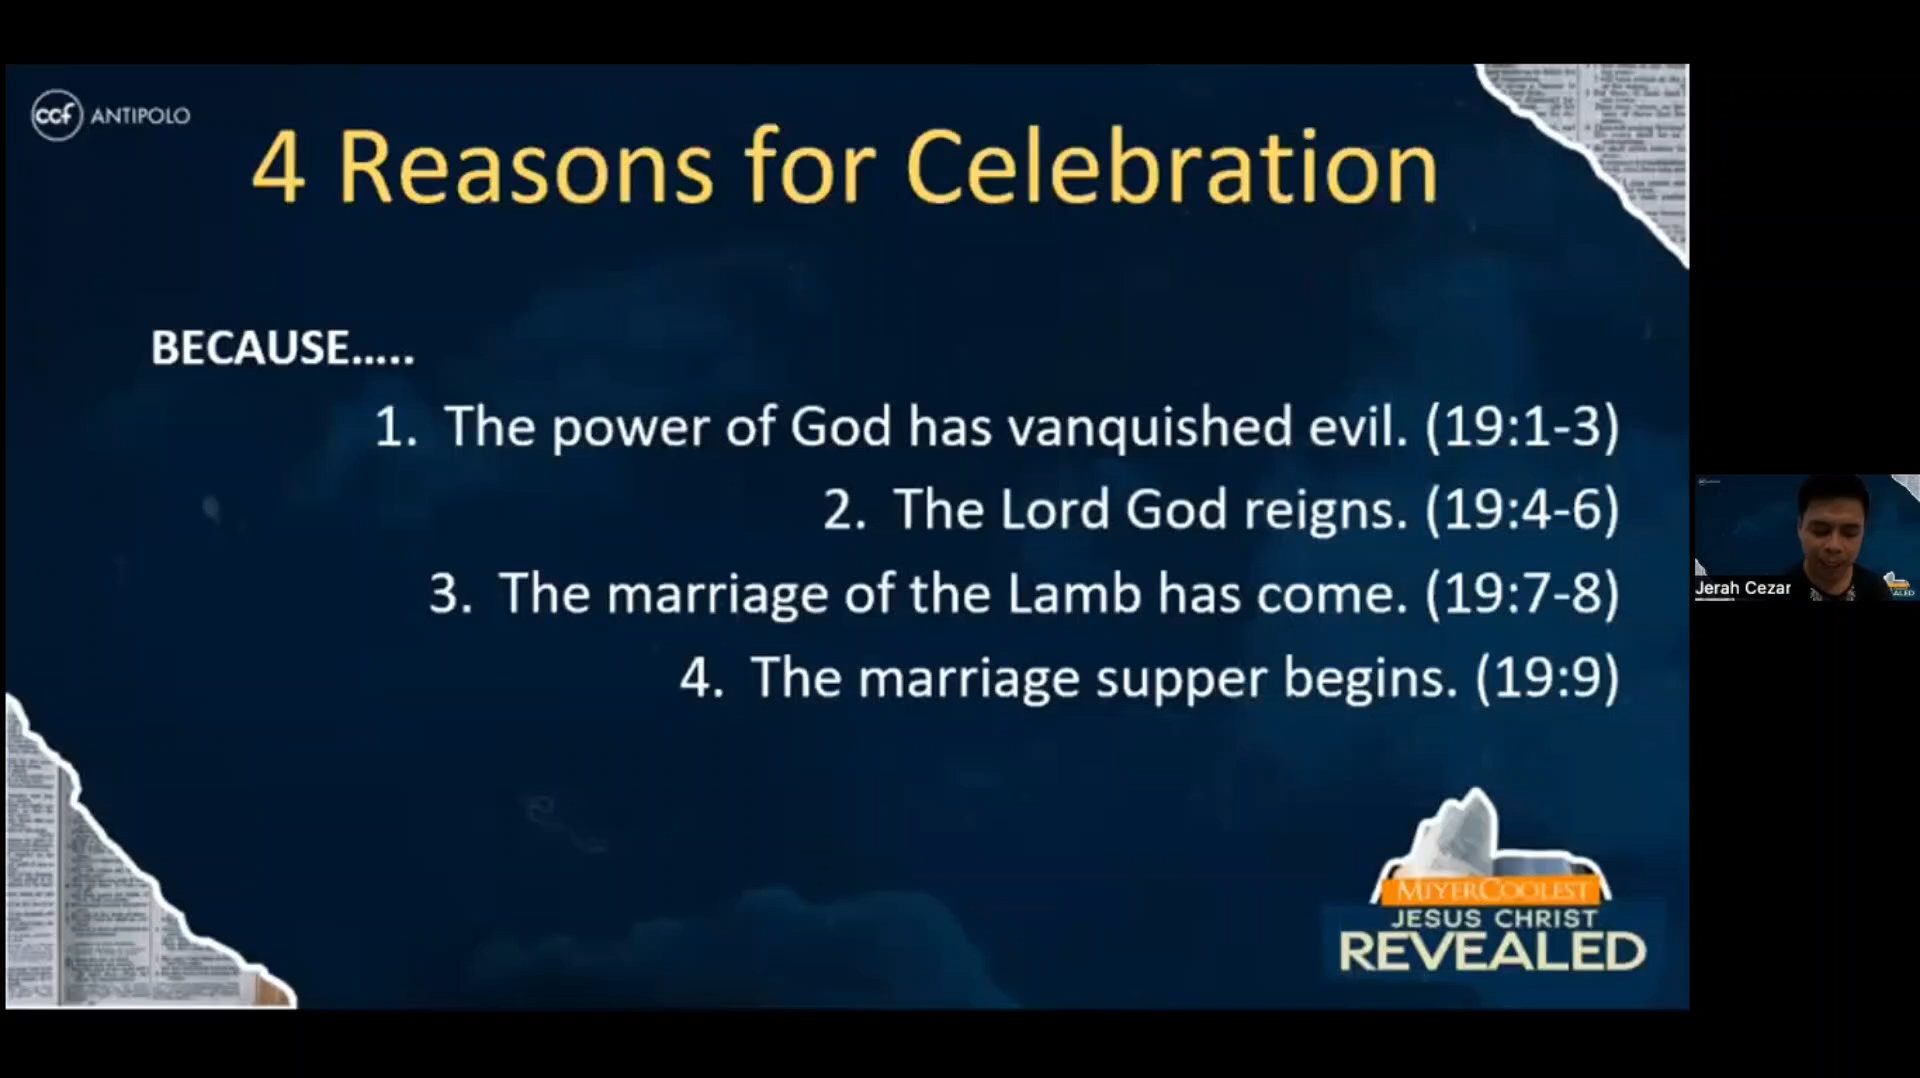 ccf ANTIPOLO
4 Reasons for Celebration
BECAUSE.....
1. The power of God has vanquished evil. (19:1-3)
2. The Lord God reigns. (19:4-6)
3. The marriage of the Lamb has come. (19:7-8)
4. The marriage supper begins. (19:9)
MIYERCOOLEST
JESUS CHRIST
REVEALED
Jerah Cezar